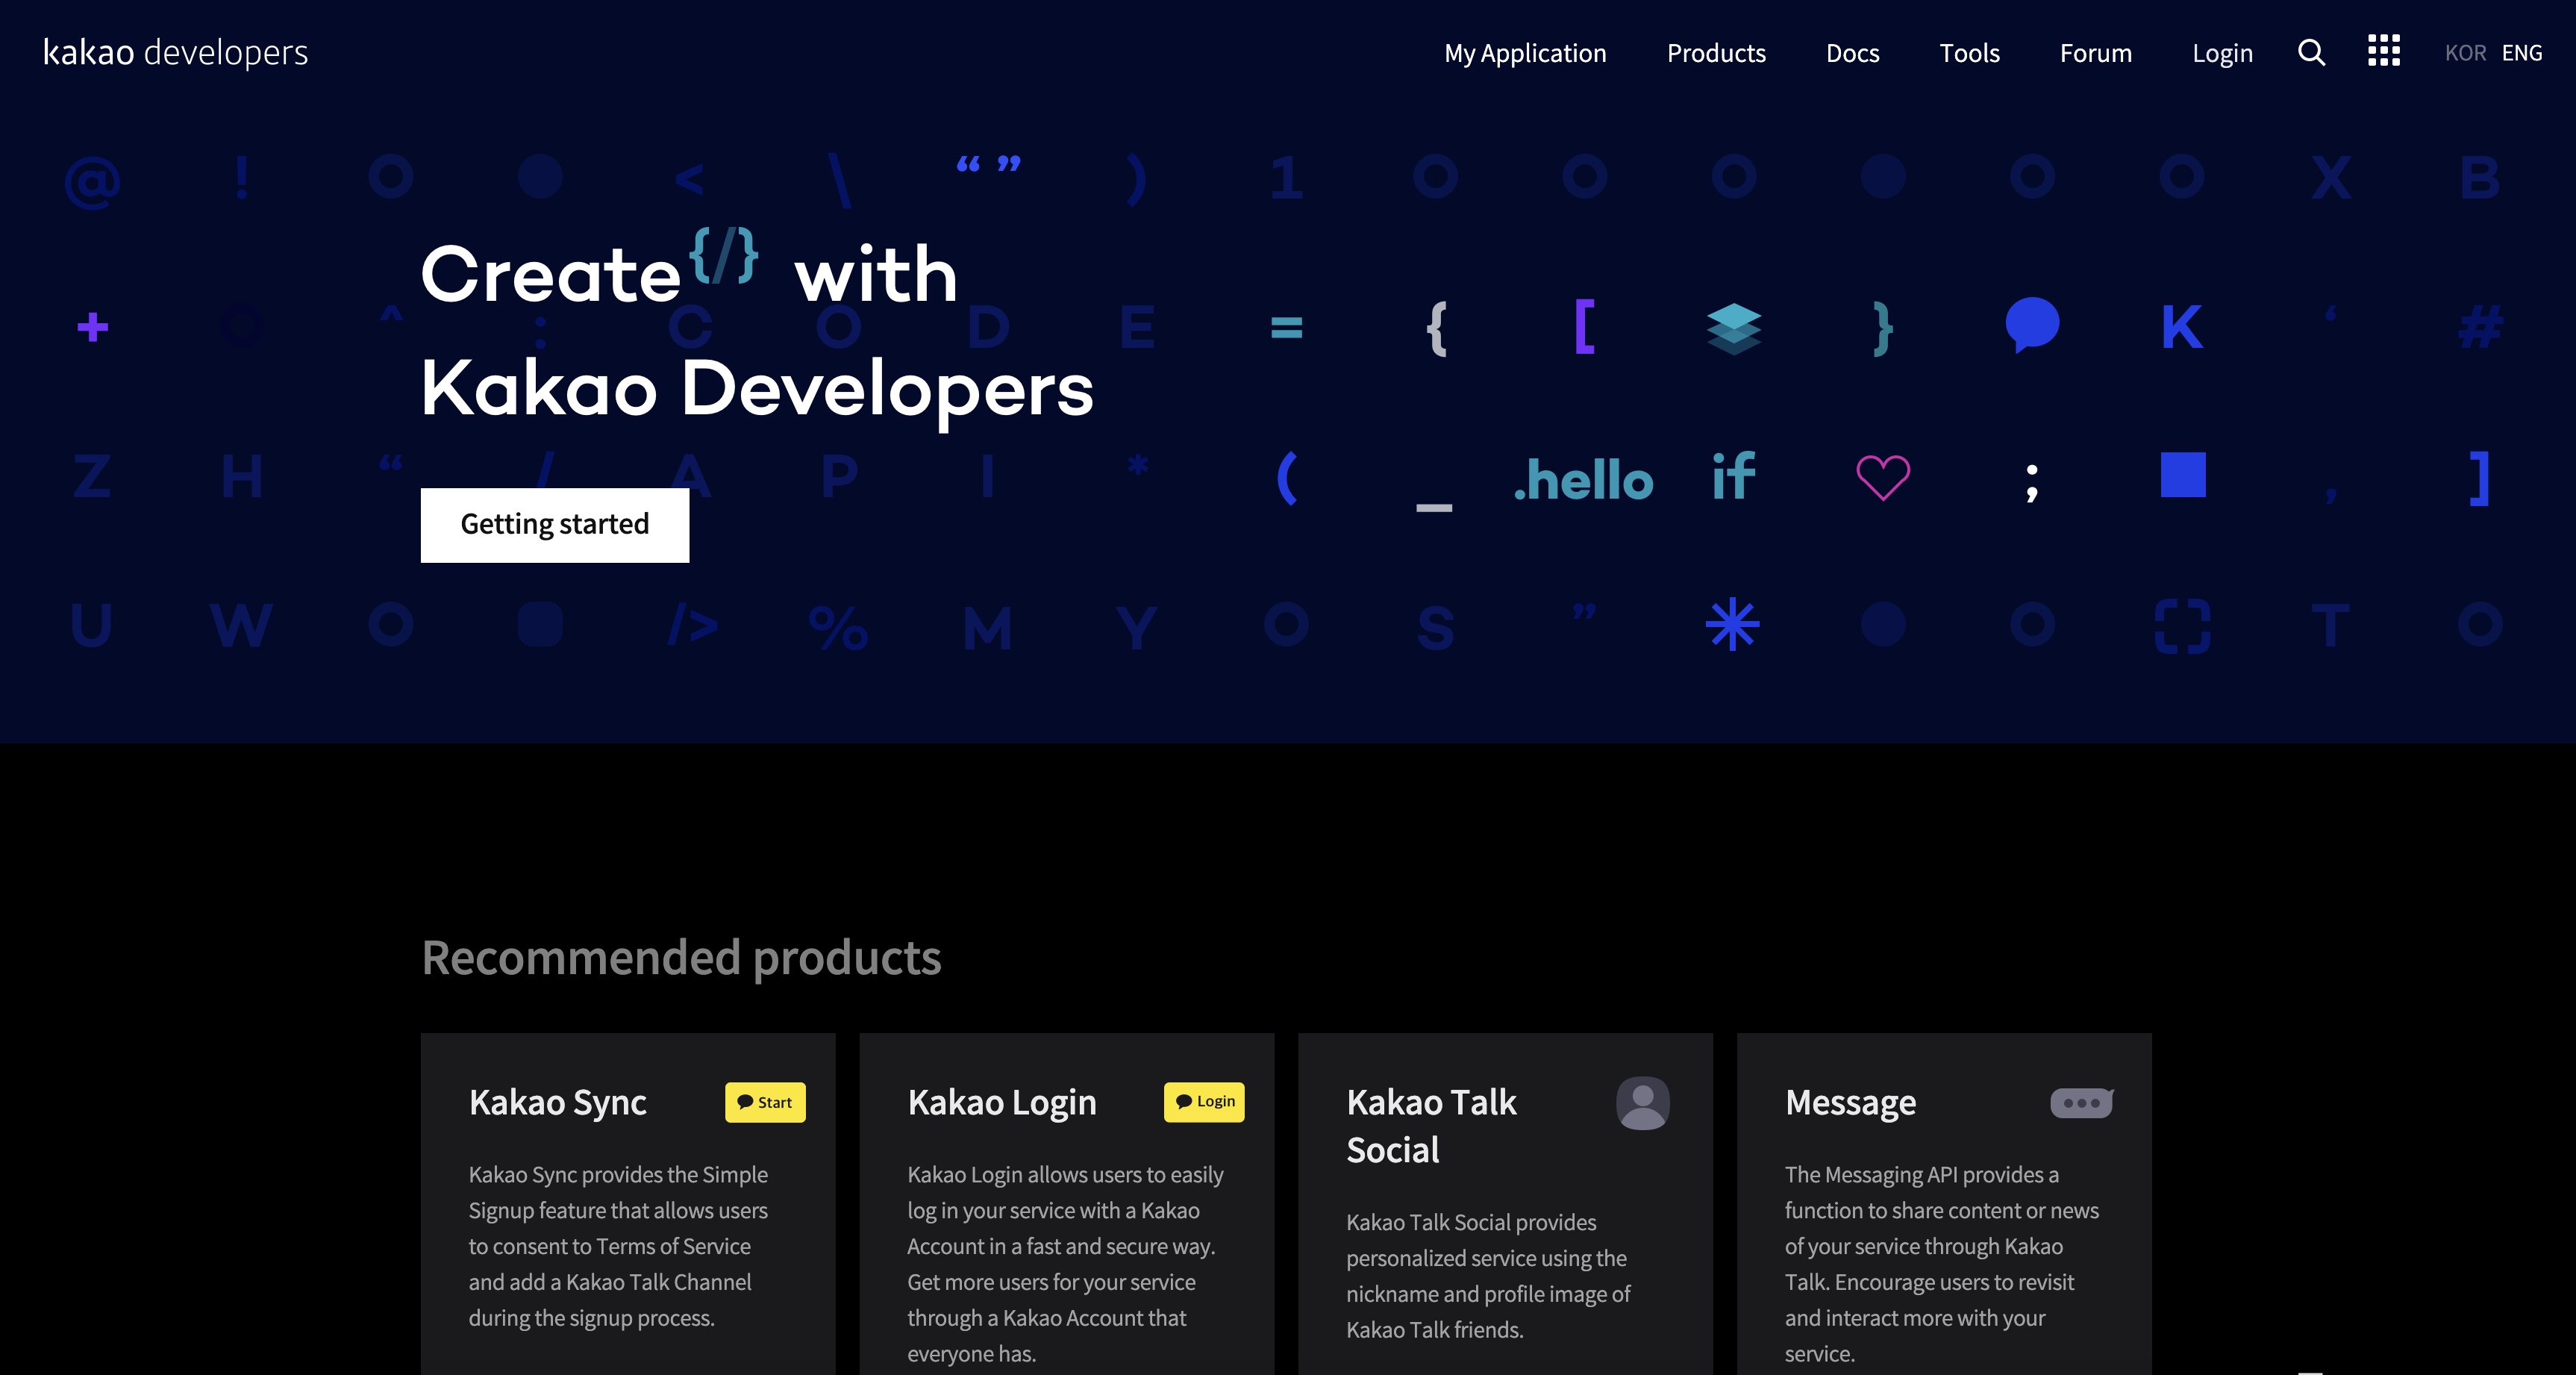 kakao developers
My Application Products Docs Tools Forum Login KOR ENG
@ ! < \ “ ” ) 1 X B
Create {/} with
+ O ^ : C O D E = { [ } K ‘ #
Kakao Developers
Z H “ / A P I * ( _ .hello if ; , ]
Getting started
U W /> % M Y S ” T
Recommended products
Kakao Sync
Start
Kakao Sync provides the Simple
Signup feature that allows users
to consent to Terms of Service
and add a Kakao Talk Channel
during the signup process.
Kakao Login
Login
Kakao Login allows users to easily
log in your service with a Kakao
Account in a fast and secure way.
Get more users for your service
through a Kakao Account that
everyone has.
Kakao Talk
Social
Kakao Talk Social provides
personalized service using the
nickname and profile image of
Kakao Talk friends.
Message
The Messaging API provides a
function to share content or news
of your service through Kakao
Talk. Encourage users to revisit
and interact more with your
service.